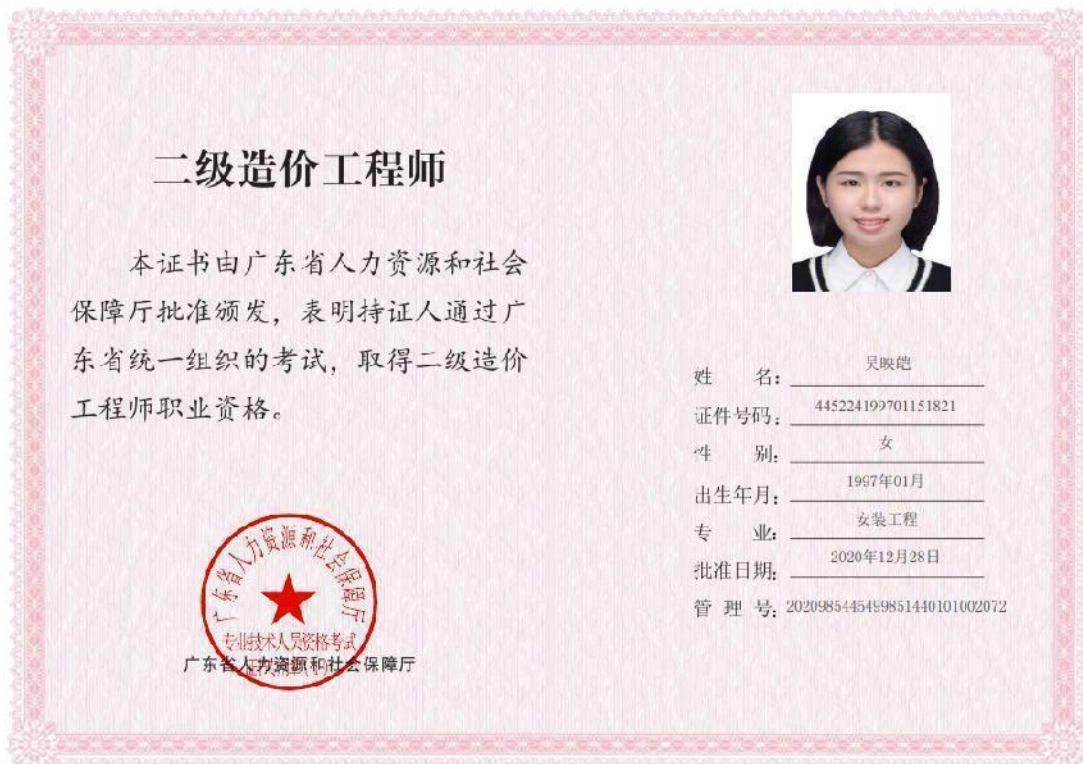 二级造价工程师
本证书由广东省人力资源和社会
保障厅批准颁发，表明持证人通过广
东省统一组织的考试，取得二级造价
工程师职业资格。
广东省人力资源和社会保障厅
专业技术人员资格考试
广东省人力资源和社会保障厅
姓 名：吴映皑
证件号码：445224199701151821
性 别：女
出生年月：1997年01月
专 业：安装工程
批准日期：2020年12月28日
管 理 号：2020985445499851440101002072